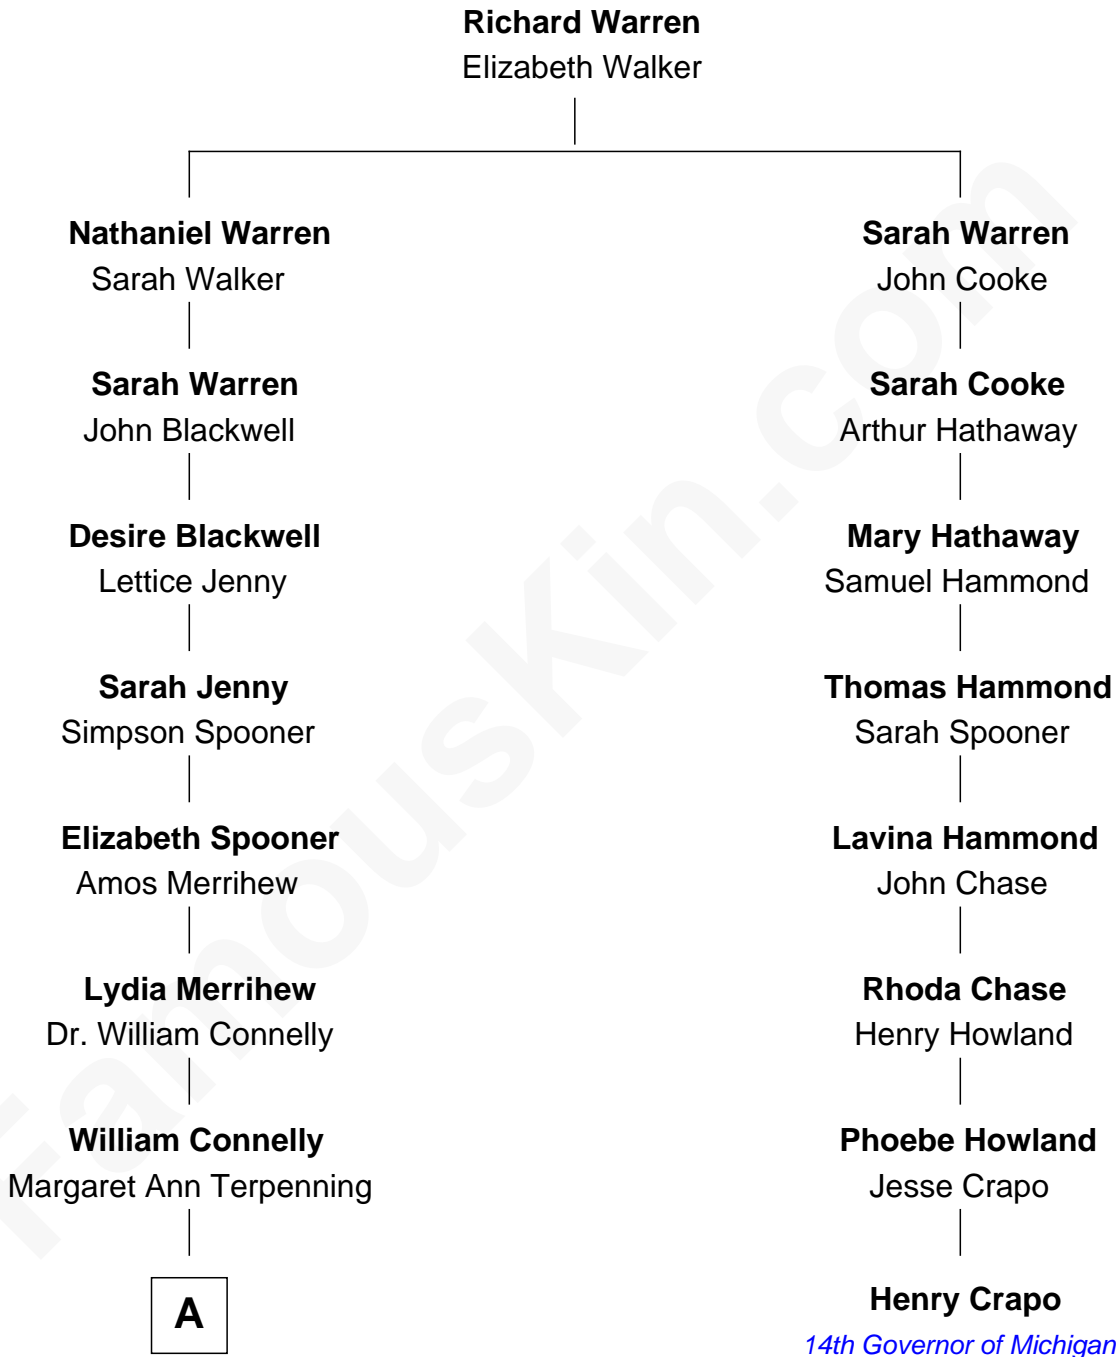 Richard Warren
Elizabeth Walker
Nathaniel Warren
Sarah Walker
Sarah Warren
John Cooke
Sarah Warren
John Blackwell
Sarah Cooke
Arthur Hathaway
Desire Blackwell
Lettice Jenny
Mary Hathaway
Samuel Hammond
Sarah Jenny
Simpson Spooner
Thomas Hammond
Sarah Spooner
Elizabeth Spooner
Amos Merrihew
Lavina Hammond
John Chase
Lydia Merrihew
Dr. William Connelly
Rhoda Chase
Henry Howland
William Connelly
Margaret Ann Terpenning
Phoebe Howland
Jesse Crapo
A
Henry Crapo
14th Governor of Michigan
FamousKin.com